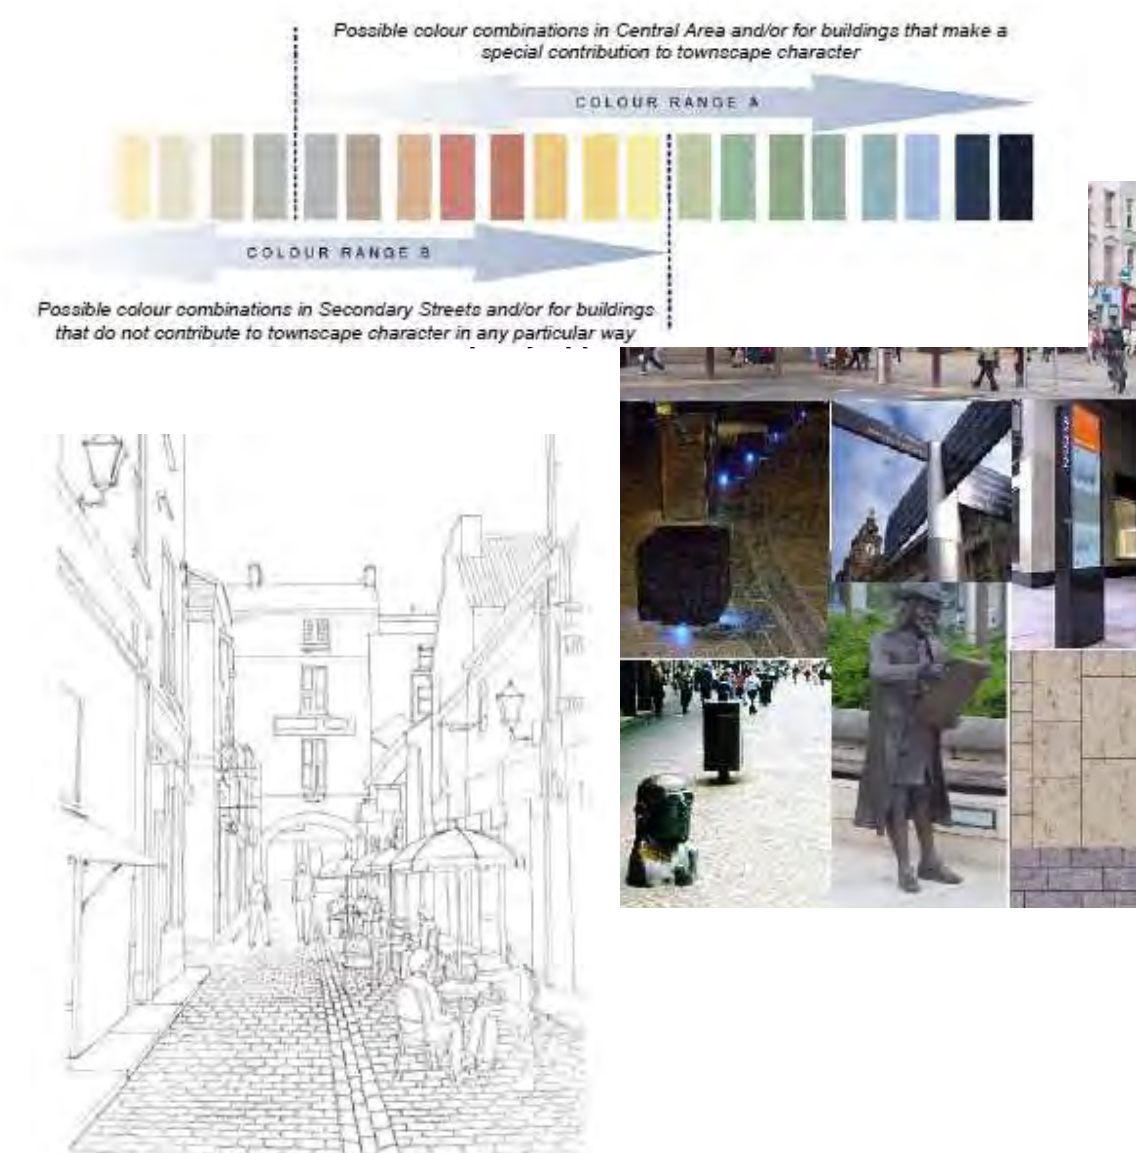 Possible colour combinations in Central Area and/or for buildings that make a
special contribution to townscape character
COLOUR RANGE A
COLOUR RANGE B
Possible colour combinations in Secondary Streets and/or for buildings
that do not contribute to townscape character in any particular way